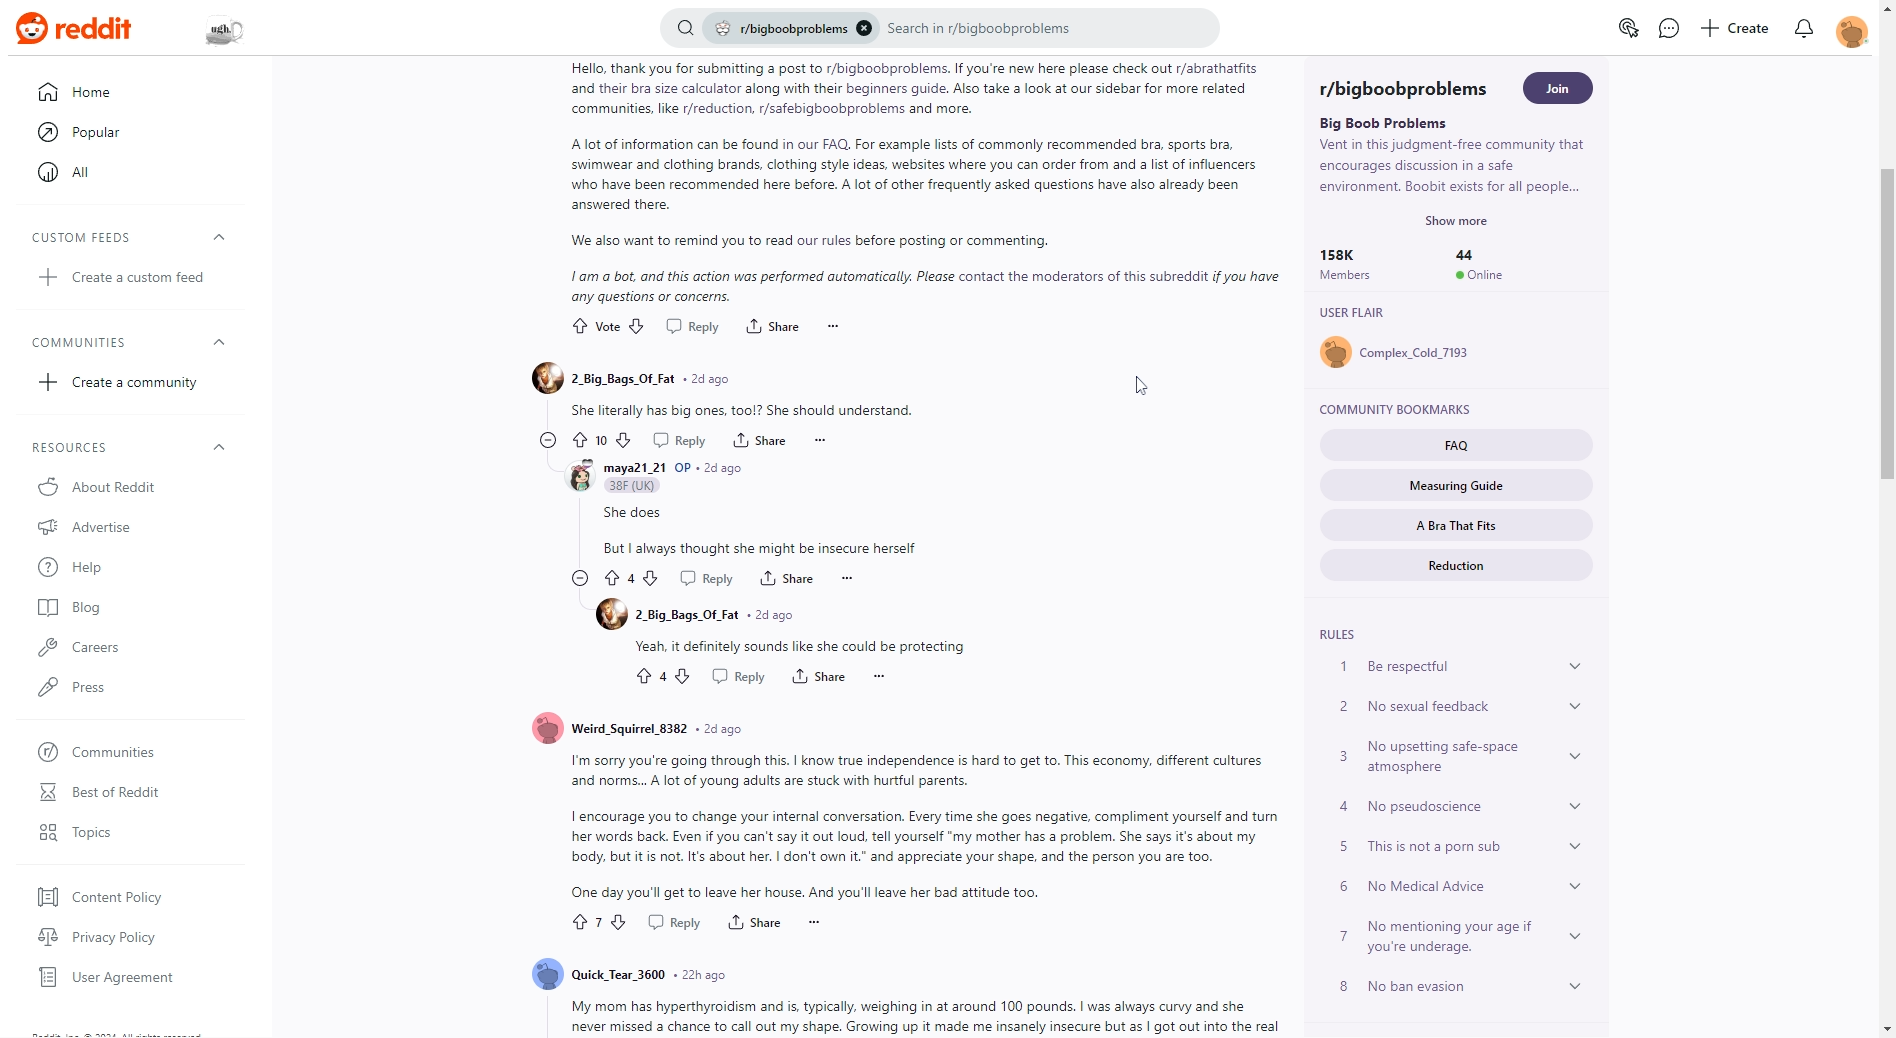 reddit
ugh.
r/bigboobproblems
Search in r/bigboobproblems
Create
Home
Popular
All
CUSTOM FEEDS
Create a custom feed
COMMUNITIES
Create a community
RESOURCES
About Reddit
Advertise
Help
Blog
Careers
Press
Communities
Best of Reddit
Topics
Content Policy
Privacy Policy
User Agreement
Reddit, Inc. © 2024. All rights reserved.
Hello, thank you for submitting a post to r/bigboobproblems. If you're new here please check out r/abrathatfits
and their bra size calculator along with their beginners guide. Also take a look at our sidebar for more related
communities, like r/reduction, r/safebigboobproblems and more.
A lot of information can be found in our FAQ. For example lists of commonly recommended bra, sports bra,
swimwear and clothing brands, clothing style ideas, websites where you can order from and a list of influencers
who have been recommended here before. A lot of other frequently asked questions have also already been
answered there.
We also want to remind you to read our rules before posting or commenting.
I am a bot, and this action was performed automatically. Please contact the moderators of this subreddit if you have
any questions or concerns.
Vote Reply Share ...
2_Big_Bags_Of_Fat • 2d ago
She literally has big ones, too!? She should understand.
10 Reply Share ...
maya21_21 OP • 2d ago
38F (UK)
She does
But I always thought she might be insecure herself
4 Reply Share ...
2_Big_Bags_Of_Fat • 2d ago
Yeah, it definitely sounds like she could be protecting
4 Reply Share ...
Weird_Squirrel_8382 • 2d ago
I'm sorry you're going through this. I know true independence is hard to get to. This economy, different cultures
and norms... A lot of young adults are stuck with hurtful parents.
I encourage you to change your internal conversation. Every time she goes negative, compliment yourself and turn
her words back. Even if you can't say it out loud, tell yourself "my mother has a problem. She says it's about my
body, but it is not. It's about her. I don't own it." and appreciate your shape, and the person you are too.
One day you'll get to leave her house. And you'll leave her bad attitude too.
7 Reply Share ...
Quick_Tear_3600 • 22h ago
My mom has hyperthyroidism and is, typically, weighing in at around 100 pounds. I was always curvy and she
never missed a chance to call out my shape. Growing up it made me insanely insecure but as I got out into the real
r/bigboobproblems
Join
Big Boob Problems
Vent in this judgment-free community that
encourages discussion in a safe
environment. Boobit exists for all people...
Show more
158K 44
Members Online
USER FLAIR
Complex_Cold_7193
COMMUNITY BOOKMARKS
FAQ
Measuring Guide
A Bra That Fits
Reduction
RULES
1 Be respectful
2 No sexual feedback
3 No upsetting safe-space
atmosphere
4 No pseudoscience
5 This is not a porn sub
6 No Medical Advice
7 No mentioning your age if
you're underage.
8 No ban evasion